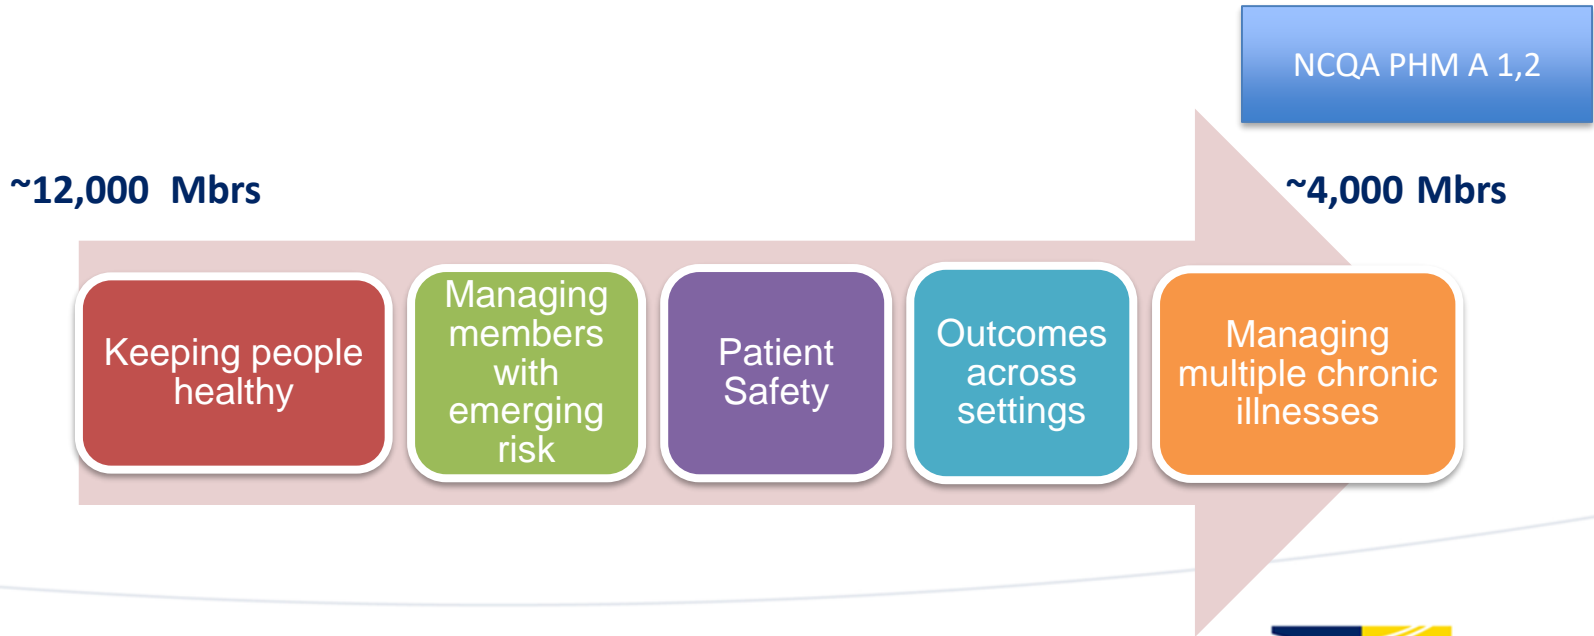 NCQA PHM A 1,2
~12,000 Mbrs
~4,000 Mbrs
Keeping people
healthy
Managing
members
with
emerging
risk
Patient
Safety
Outcomes
across
settings
Managing
multiple chronic
illnesses